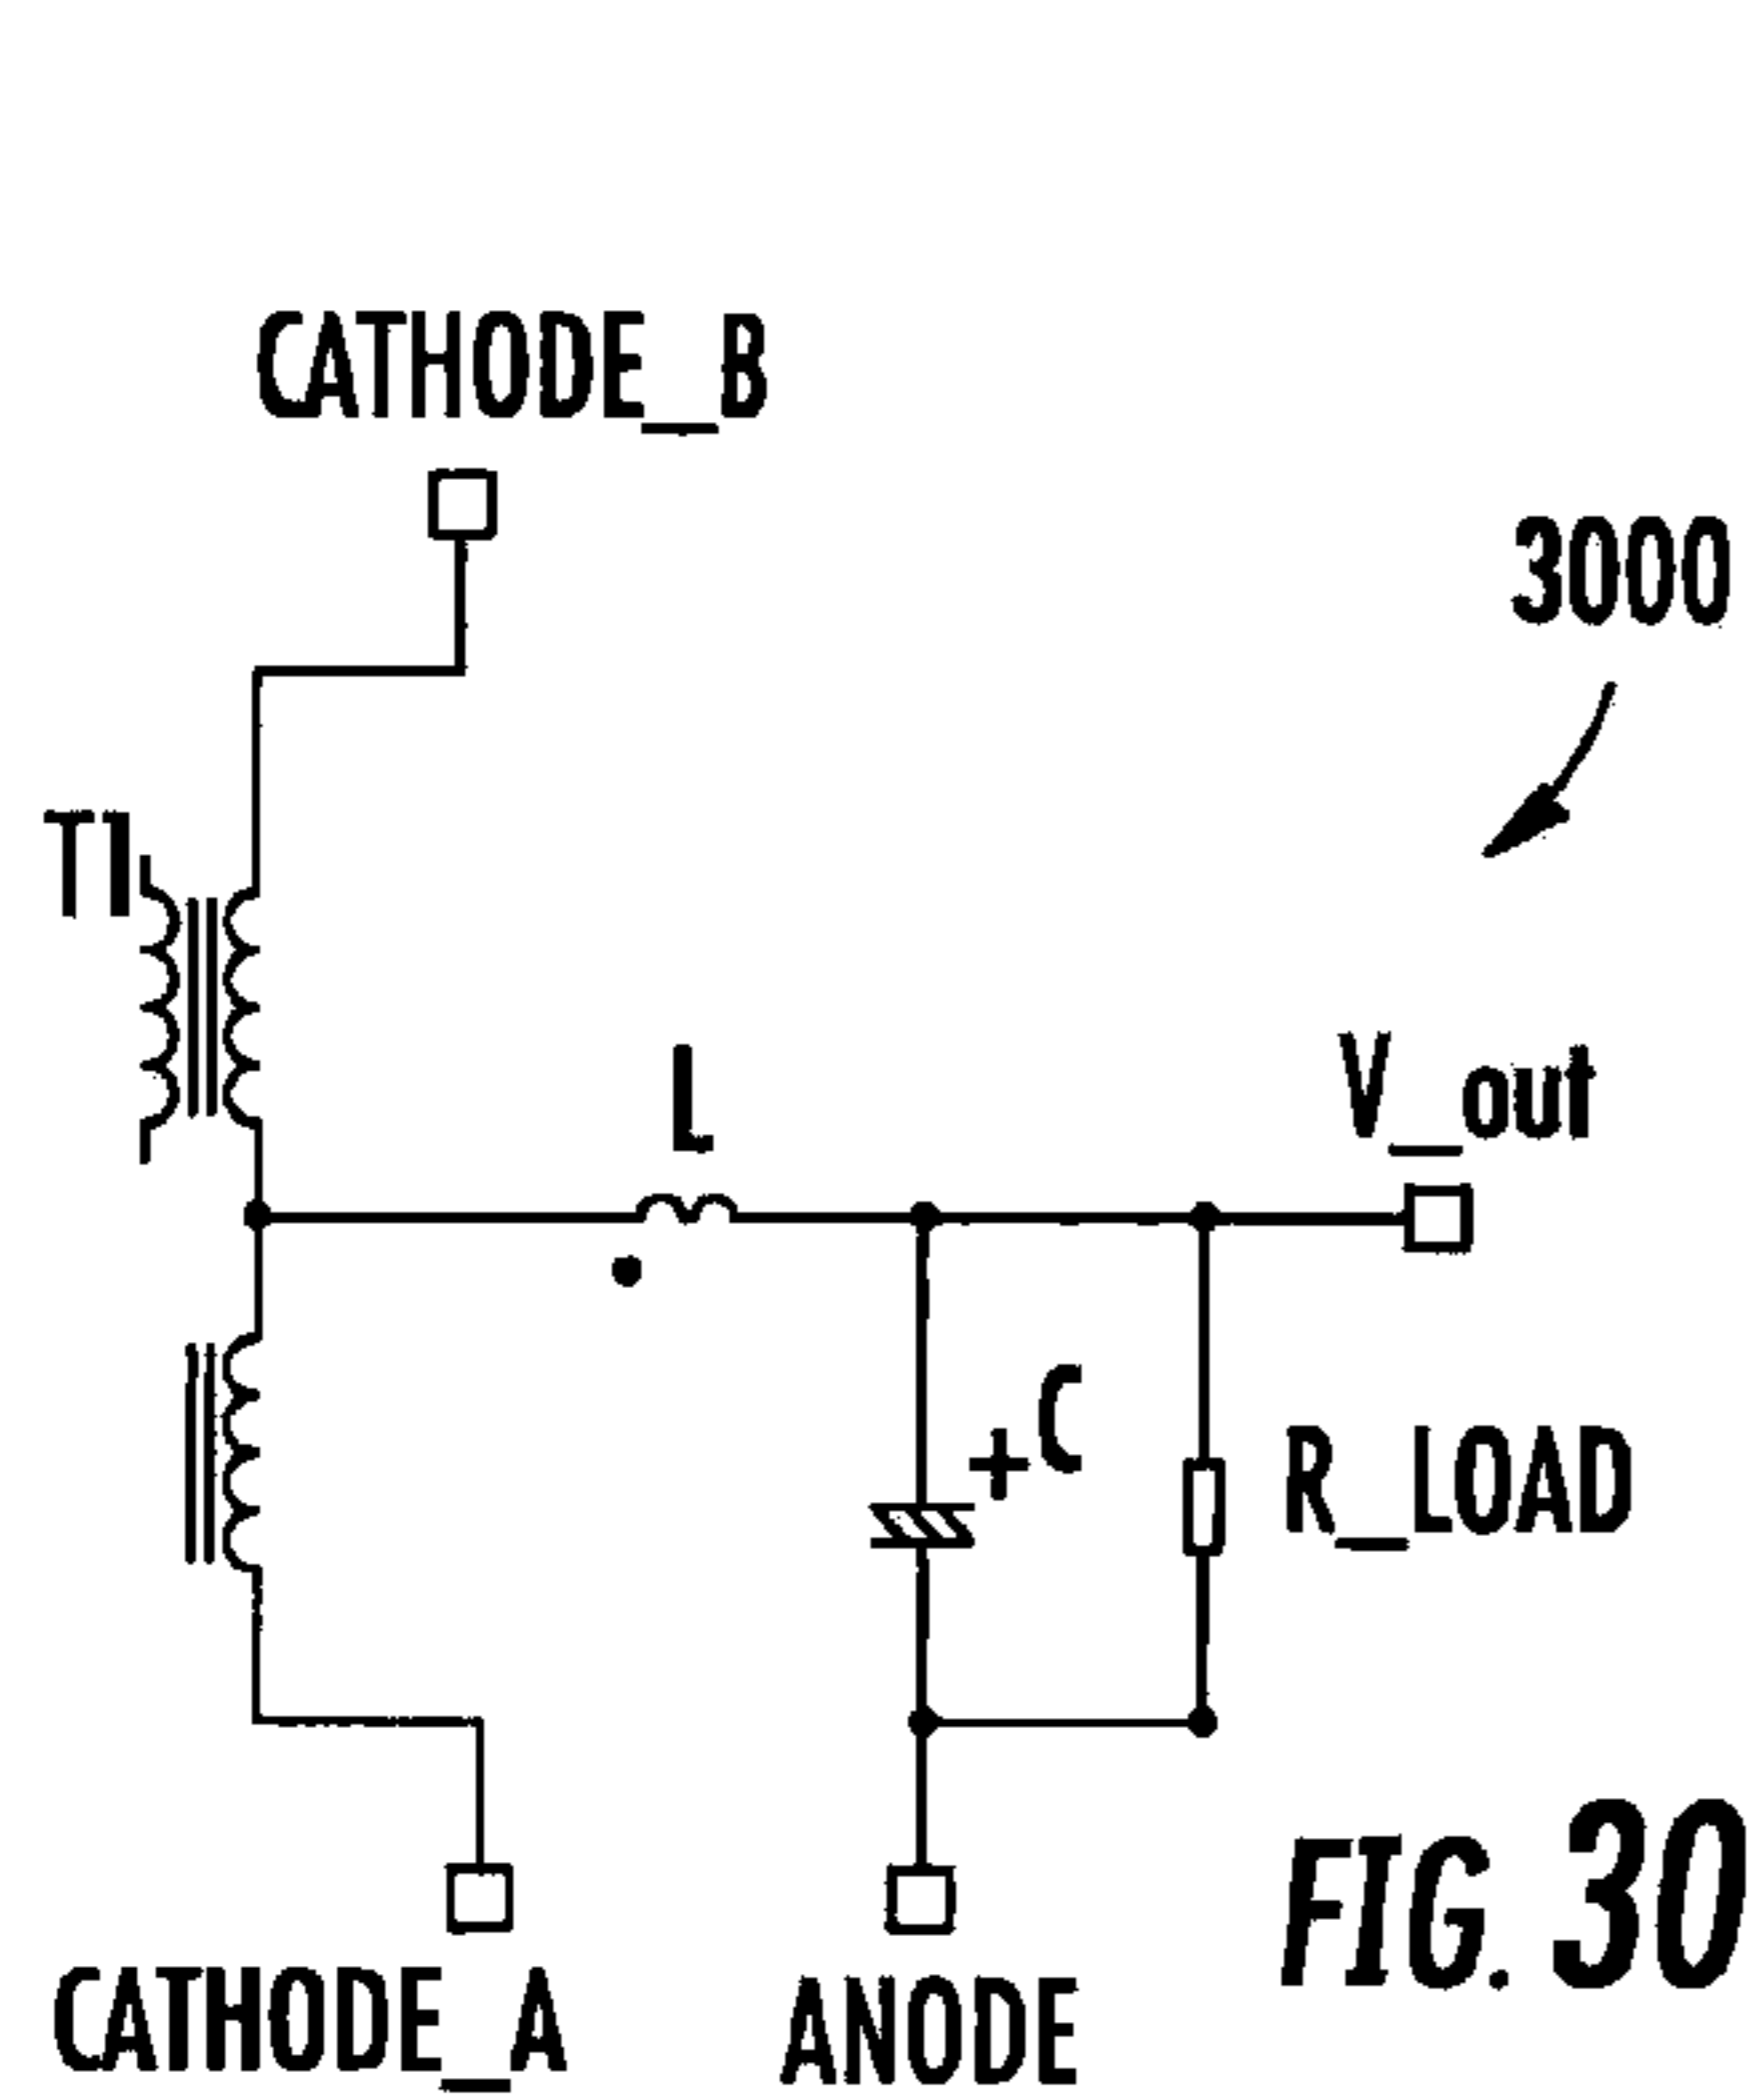 CATHODE_B
3000
T1
L
V_out
+C
R_LOAD
FIG. 30
CATHODE_A
ANODE